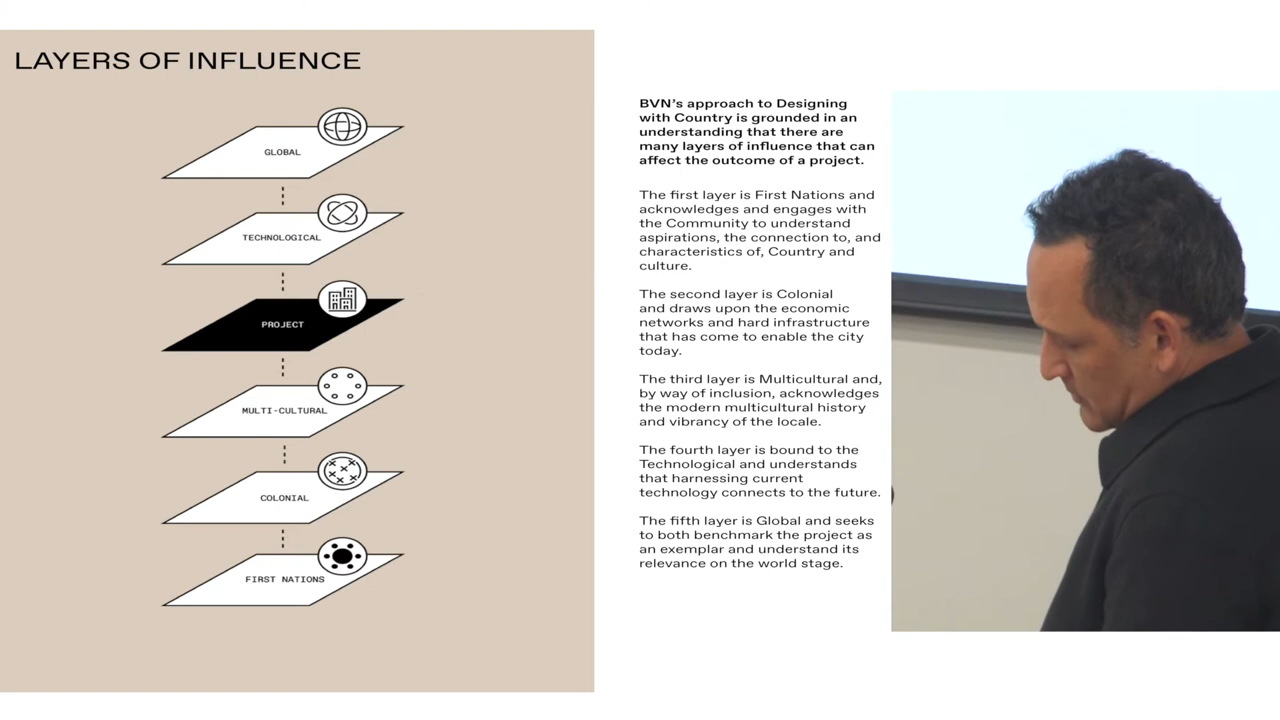 LAYERS OF INFLUENCE
GLOBAL
TECHNOLOGICAL
PROJECT
MULTI-CULTURAL
COLONIAL
FIRST NATIONS
BVN’s approach to Designing
with Country is grounded in an
understanding that there are
many layers of influence that can
affect the outcome of a project.
The first layer is First Nations and
acknowledges and engages with
the Community to understand
aspirations, the connection to, and
characteristics of, Country and
culture.
The second layer is Colonial
and draws upon the economic
networks and hard infrastructure
that has come to enable the city
today.
The third layer is Multicultural and,
by way of inclusion, acknowledges
the modern multicultural history
and vibrancy of the locale.
The fourth layer is bound to the
Technological and understands
that harnessing current
technology connects to the future.
The fifth layer is Global and seeks
to both benchmark the project as
an exemplar and understand its
relevance on the world stage.